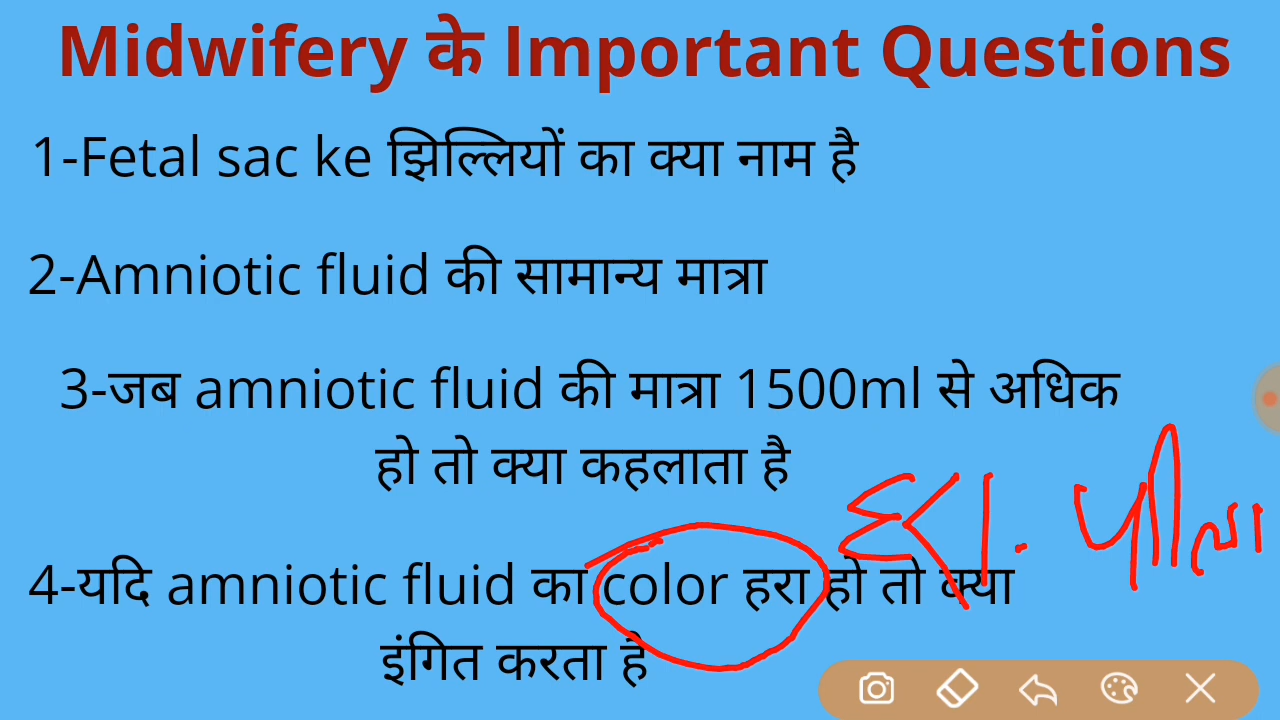 Midwifery के Important Questions
1-Fetal sac ke झिल्लियों का क्या नाम है
2-Amniotic fluid की सामान्य मात्रा
3-जब amniotic fluid की मात्रा 1500ml से अधिक
हो तो क्या कहलाता है
हरा. पीला
4-यदि amniotic fluid का color हरा हो तो क्या
इंगित करता है